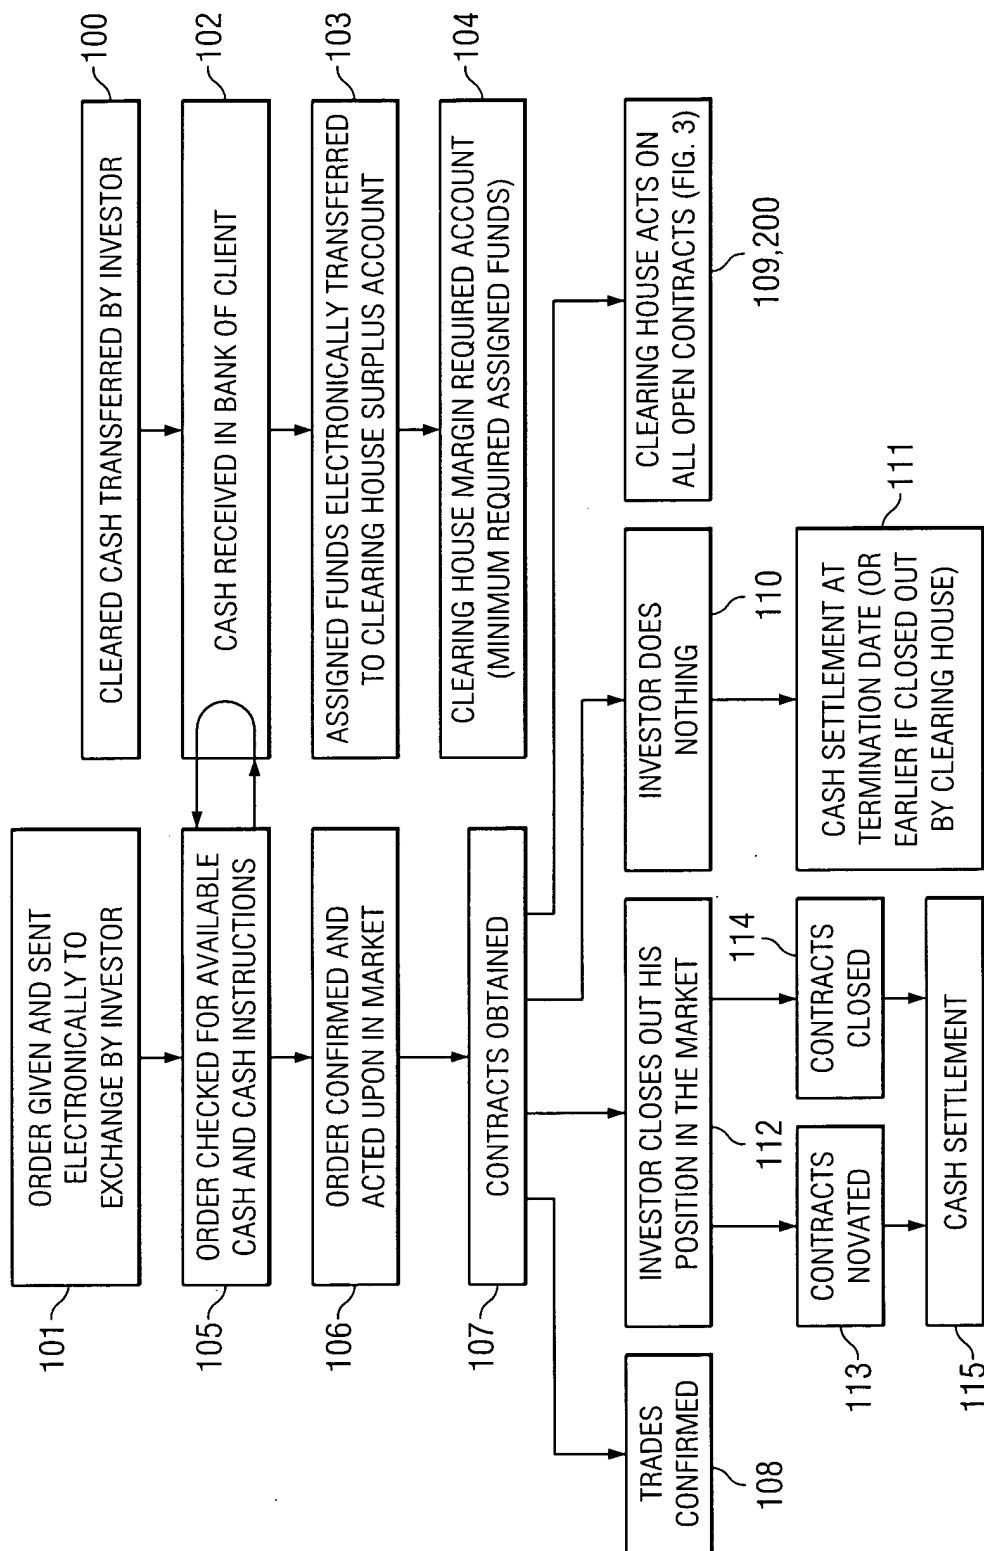 100
CLEARED CASH TRANSFERRED BY INVESTOR
102
CASH RECEIVED IN BANK OF CLIENT
103
ASSIGNED FUNDS ELECTRONICALLY TRANSFERRED
TO CLEARING HOUSE SURPLUS ACCOUNT
104
CLEARING HOUSE MARGIN REQUIRED ACCOUNT
(MINIMUM REQUIRED ASSIGNED FUNDS)
101
ORDER GIVEN AND SENT
ELECTRONICALLY TO
EXCHANGE BY INVESTOR
105
ORDER CHECKED FOR AVAILABLE
CASH AND CASH INSTRUCTIONS
106
ORDER CONFIRMED AND
ACTED UPON IN MARKET
107
CONTRACTS OBTAINED
TRADES
CONFIRMED
108
INVESTOR CLOSES OUT HIS
POSITION IN THE MARKET
112
INVESTOR DOES
NOTHING
110
CLEARING HOUSE ACTS ON
ALL OPEN CONTRACTS (FIG. 3)
109,200
113
CONTRACTS
NOVATED
114
CONTRACTS
CLOSED
111
CASH SETTLEMENT AT
TERMINATION DATE (OR
EARLIER IF CLOSED OUT
BY CLEARING HOUSE)
115
CASH SETTLEMENT